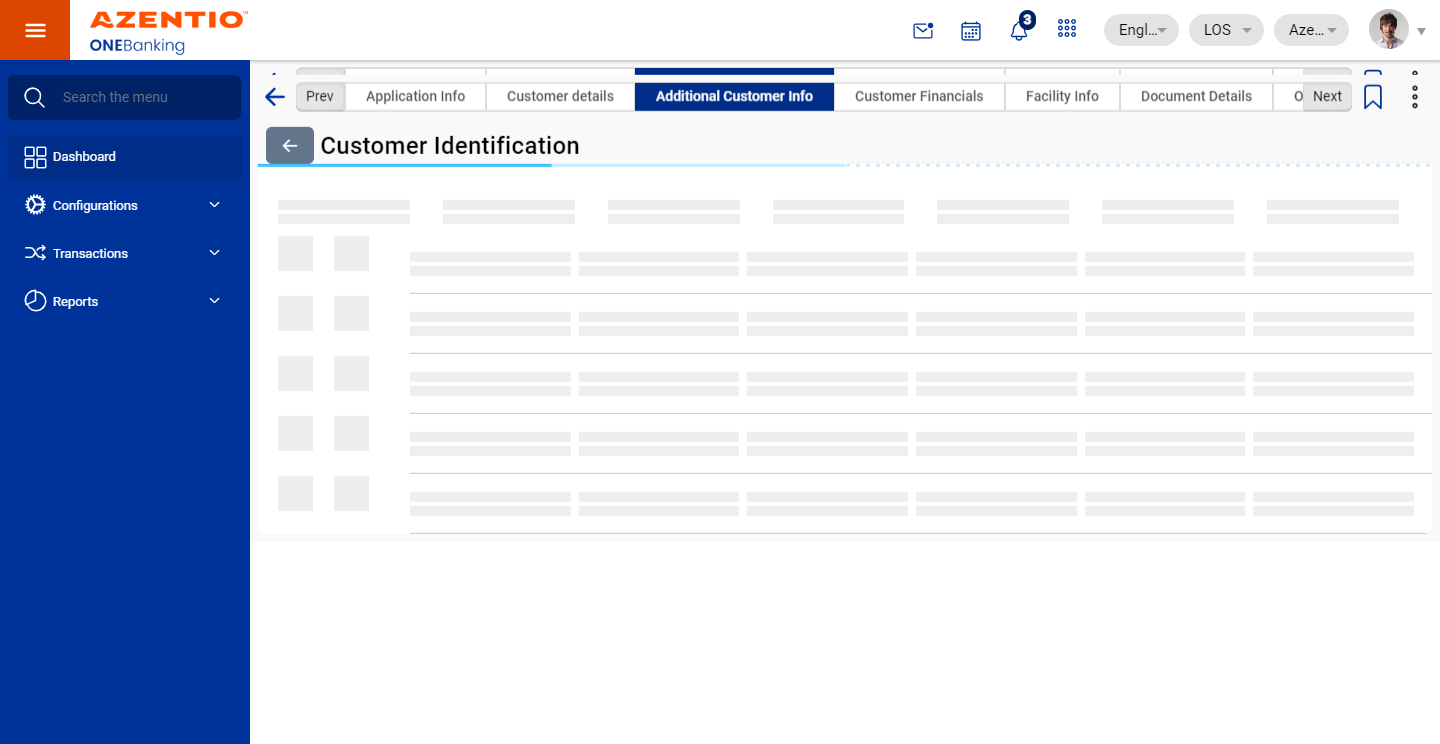 AZENTIO™
ONEBanking
3
Engl...
LOS
Aze...
Search the menu
Dashboard
Configurations
Transactions
Reports
Prev
Application Info
Customer details
Additional Customer Info
Customer Financials
Facility Info
Document Details
O
Next
Customer Identification